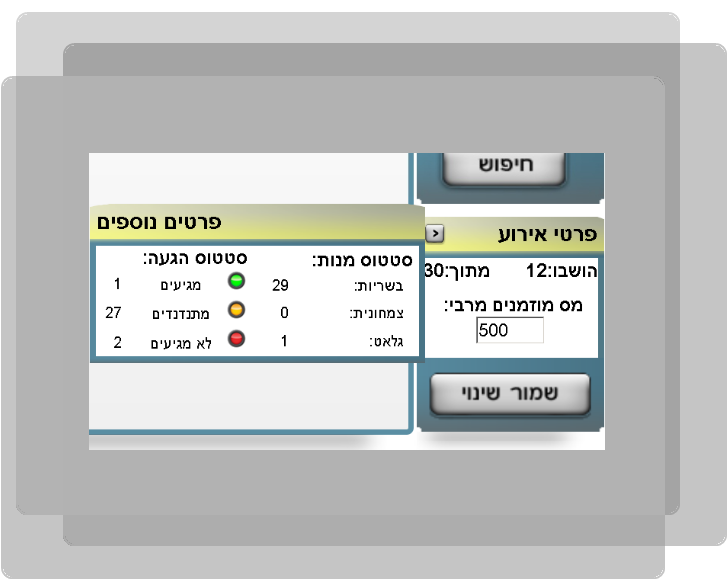 חיפוש
פרטי אירוע
הושבו:12 מתוך:30
מס מוזמנים מרבי:
500
שמור שינוי
פרטים נוספים
סטטוס מנות: סטטוס הגעה:
בשריות: 29 מגיעים 1
צמחונית: 0 מתנדנדים 27
גלאט: 1 לא מגיעים 2